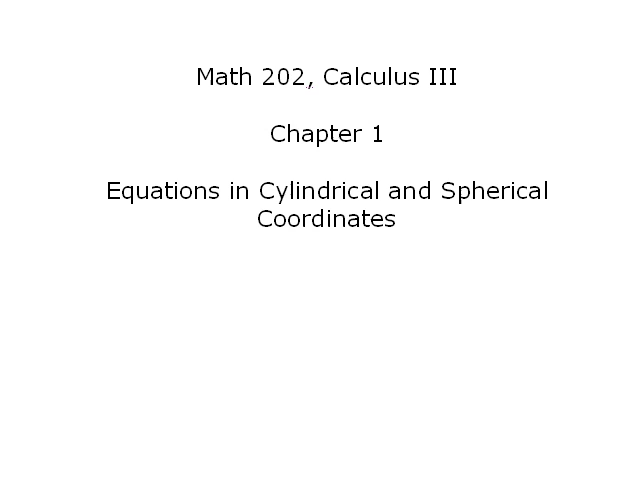 Math 202, Calculus III
Chapter 1
Equations in Cylindrical and Spherical
Coordinates